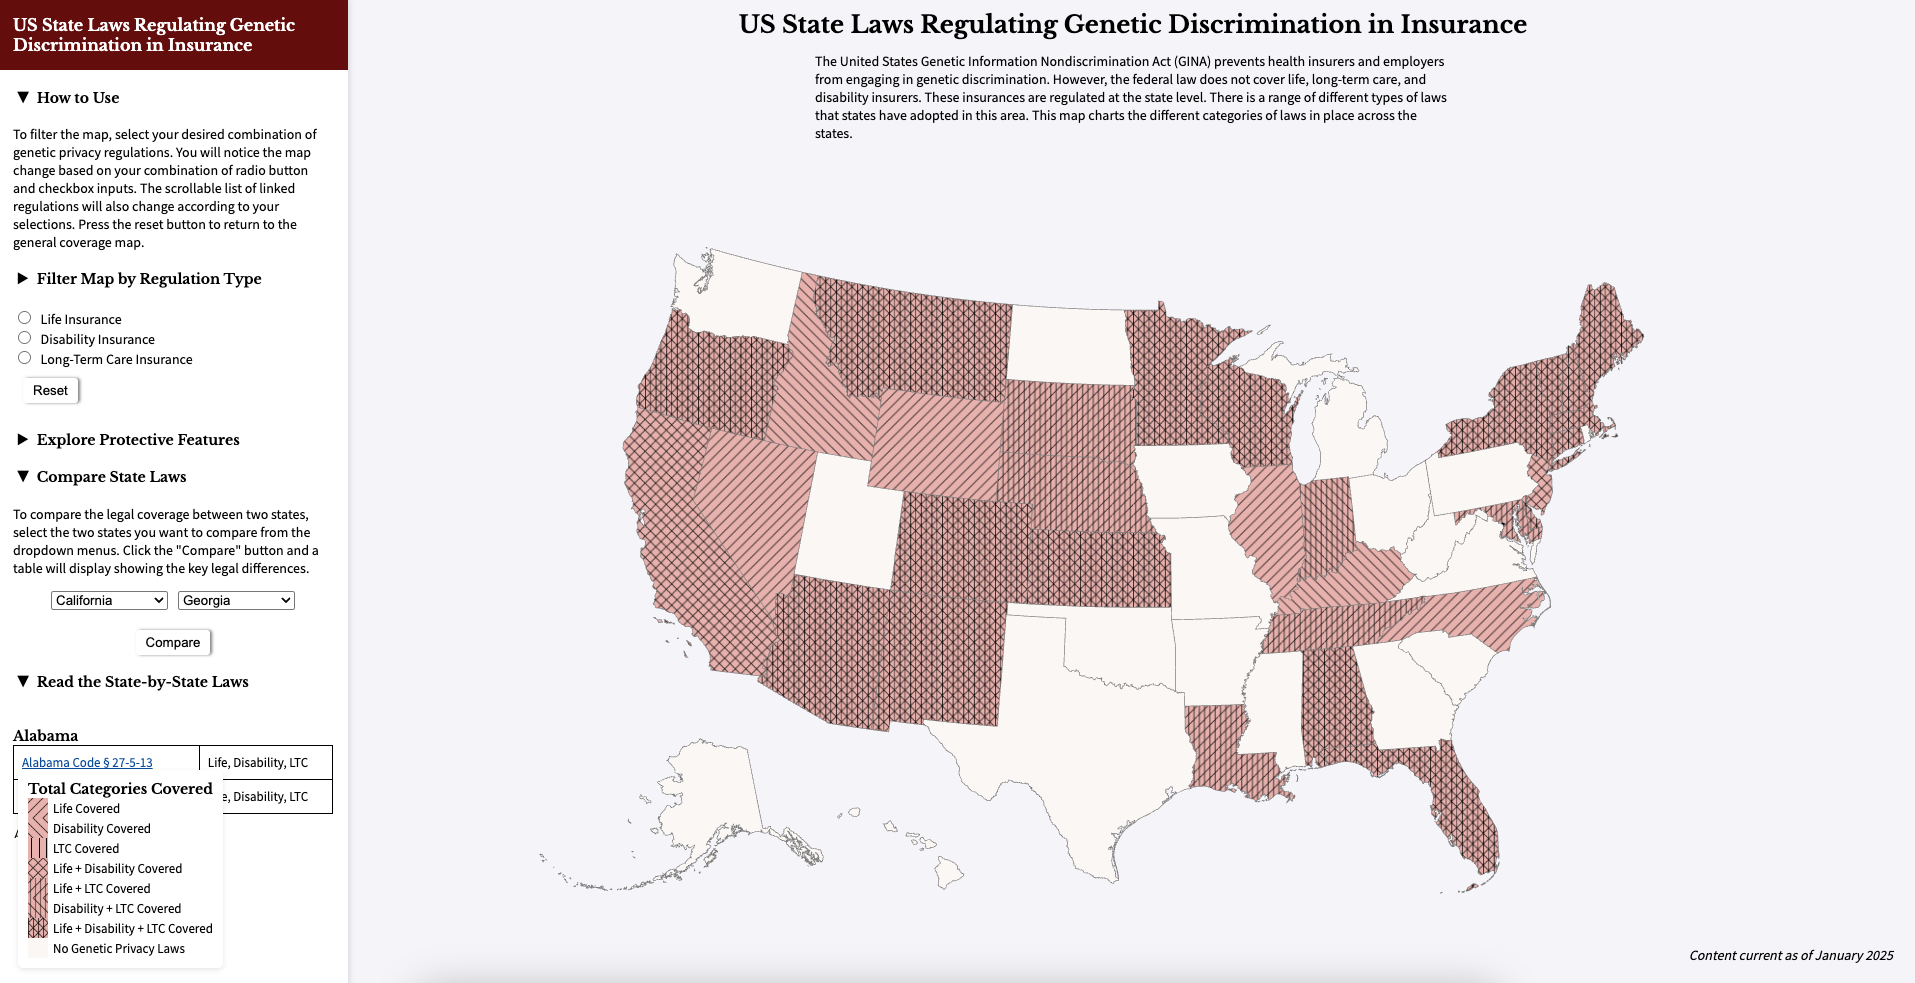 US State Laws Regulating Genetic
Discrimination in Insurance
▼ How to Use
To filter the map, select your desired combination of
genetic privacy regulations. You will notice the map
change based on your combination of radio button
and checkbox inputs. The scrollable list of linked
regulations will also change according to your
selections. Press the reset button to return to the
general coverage map.
▶ Filter Map by Regulation Type
Life Insurance
Disability Insurance
Long-Term Care Insurance
Reset
▶ Explore Protective Features
▼ Compare State Laws
To compare the legal coverage between two states,
select the two states you want to compare from the
dropdown menus. Click the "Compare" button and a
table will display showing the key legal differences.
California Georgia
Compare
▼ Read the State-by-State Laws
Alabama
Alabama Code § 27-5-13 Life, Disability, LTC
Disability, LTC
Total Categories Covered
Life Covered
Disability Covered
LTC Covered
Life + Disability Covered
Life + LTC Covered
Disability + LTC Covered
Life + Disability + LTC Covered
No Genetic Privacy Laws
US State Laws Regulating Genetic Discrimination in Insurance
The United States Genetic Information Nondiscrimination Act (GINA) prevents health insurers and employers
from engaging in genetic discrimination. However, the federal law does not cover life, long-term care, and
disability insurers. These insurances are regulated at the state level. There is a range of different types of laws
that states have adopted in this area. This map charts the different categories of laws in place across the
states.
Content current as of January 2025